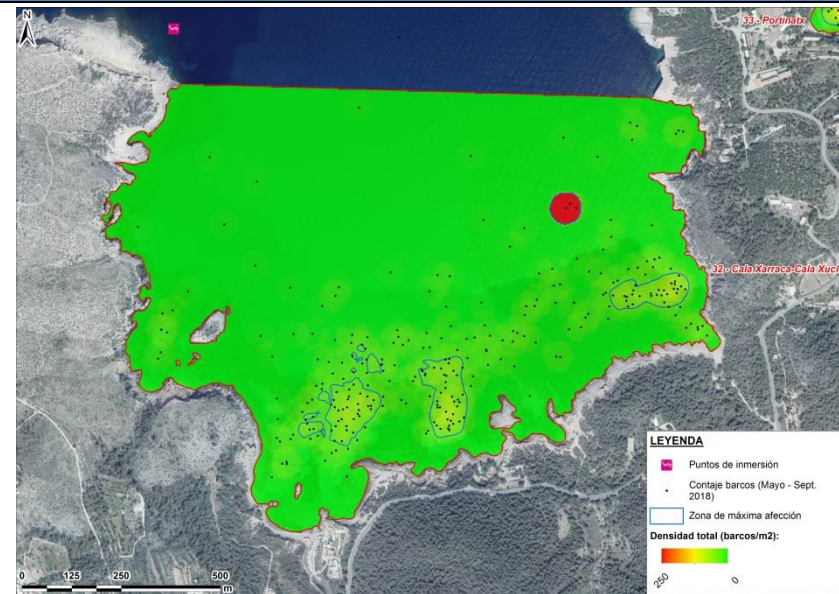 N
33 - Portinatx
32 - Cala Xarraca-Cala Xucl
LEYENDA
Puntos de inmersión
Contaje barcos (Mayo - Sept.
2018)
Zona de máxima afección
Densidad total (barcos/m2):
250
0
0 125 250 500
m